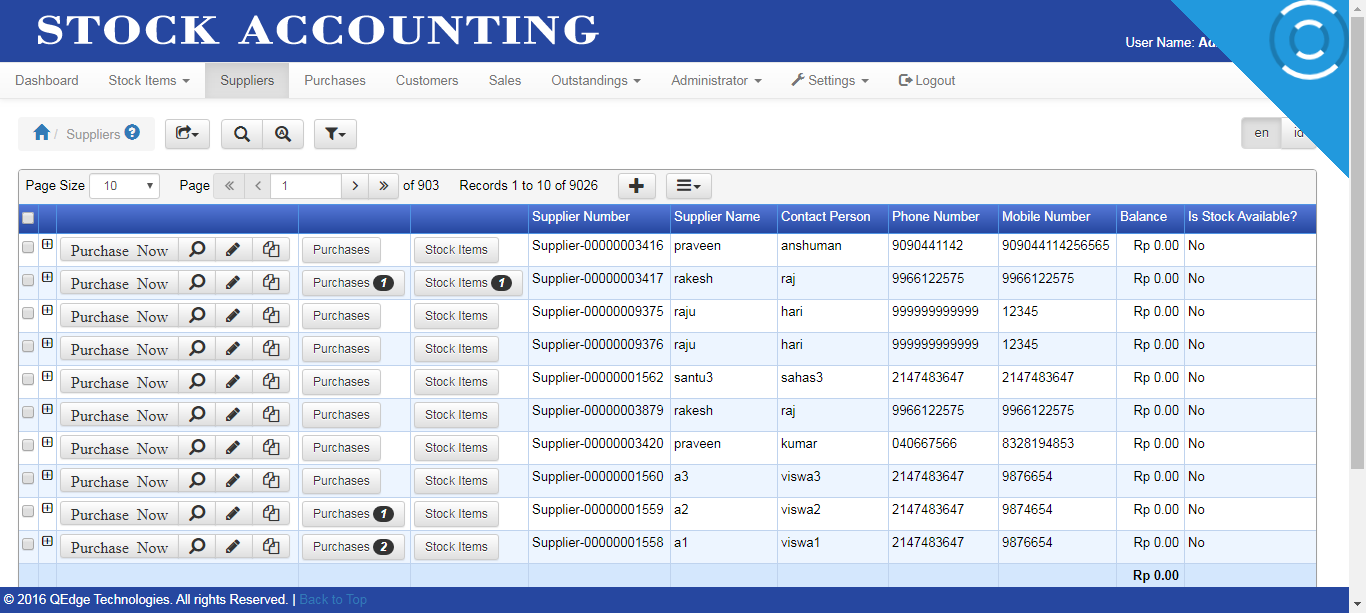 STOCK ACCOUNTING
User Name:
Dashboard Stock Items Suppliers Purchases Customers Sales Outstandings Administrator Settings Logout
/ Suppliers
en
Page Size 10 Page 1 of 903 Records 1 to 10 of 9026
Supplier Number Supplier Name Contact Person Phone Number Mobile Number Balance Is Stock Available?
Purchase Now Purchases Stock Items Supplier-00000003416 praveen anshuman 9090441142 909044114256565 Rp 0.00 No
Purchase Now Purchases 1 Stock Items 1 Supplier-00000003417 rakesh raj 9966122575 9966122575 Rp 0.00 No
Purchase Now Purchases Stock Items Supplier-00000009375 raju hari 999999999999 12345 Rp 0.00 No
Purchase Now Purchases Stock Items Supplier-00000009376 raju hari 999999999999 12345 Rp 0.00 No
Purchase Now Purchases Stock Items Supplier-00000001562 santu3 sahas3 2147483647 2147483647 Rp 0.00 No
Purchase Now Purchases Stock Items Supplier-00000003879 rakesh raj 9966122575 9966122575 Rp 0.00 No
Purchase Now Purchases Stock Items Supplier-00000003420 praveen kumar 040667566 8328194853 Rp 0.00 No
Purchase Now Purchases Stock Items Supplier-00000001560 a3 viswa3 2147483647 9876654 Rp 0.00 No
Purchase Now Purchases 1 Stock Items Supplier-00000001559 a2 viswa2 2147483647 9874654 Rp 0.00 No
Purchase Now Purchases 2 Stock Items Supplier-00000001558 a1 viswa1 2147483647 9876654 Rp 0.00 No
Rp 0.00
© 2016 QEdge Technologies. All rights Reserved. | Back to Top